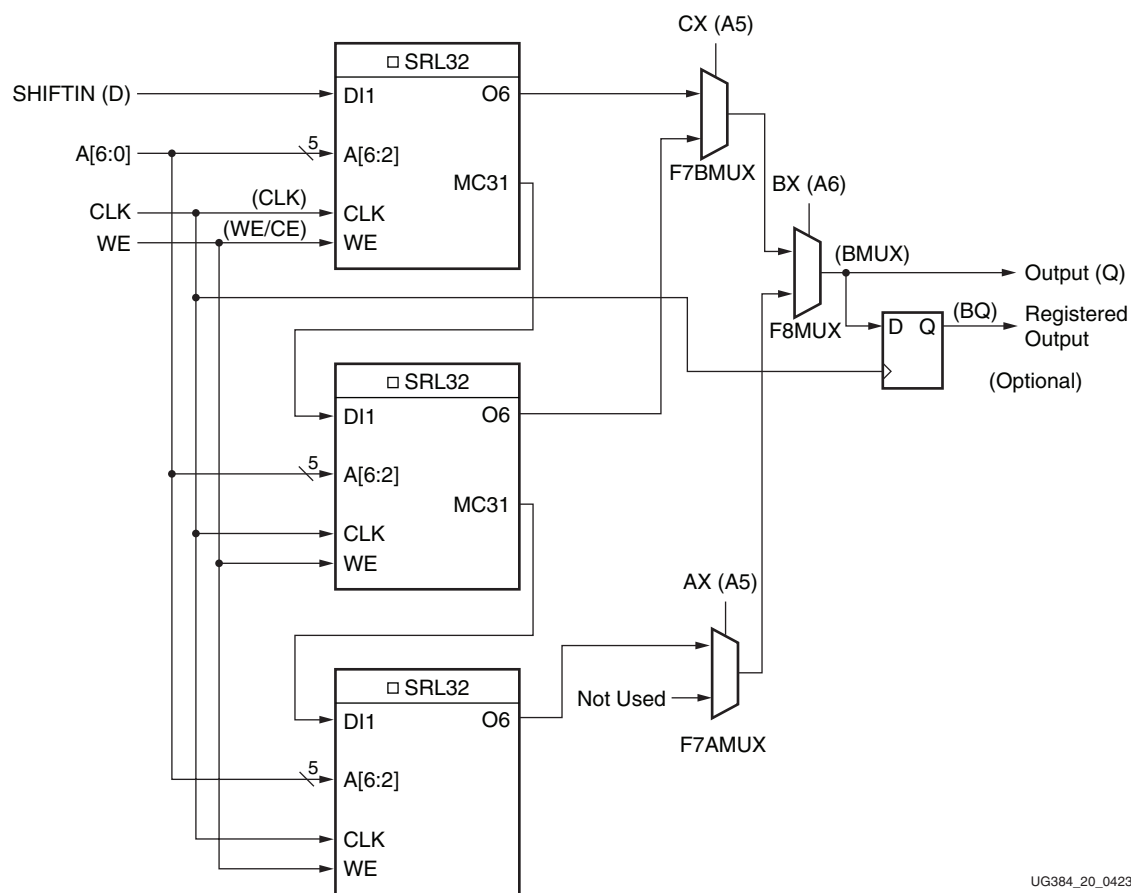 CX (A5)
SRL32
SHIFTIN (D)
DI1
O6
A[6:0]
5
A[6:2]
F7BMUX
MC31
BX (A6)
CLK
(CLK)
CLK
WE
(WE/CE)
WE
(BMUX)
Output (Q)
F8MUX
D Q
(BQ)
Registered
Output
(Optional)
SRL32
DI1
O6
5
A[6:2]
MC31
CLK
WE
AX (A5)
SRL32
Not Used
DI1
O6
F7AMUX
5
A[6:2]
CLK
WE
UG384_20_0423